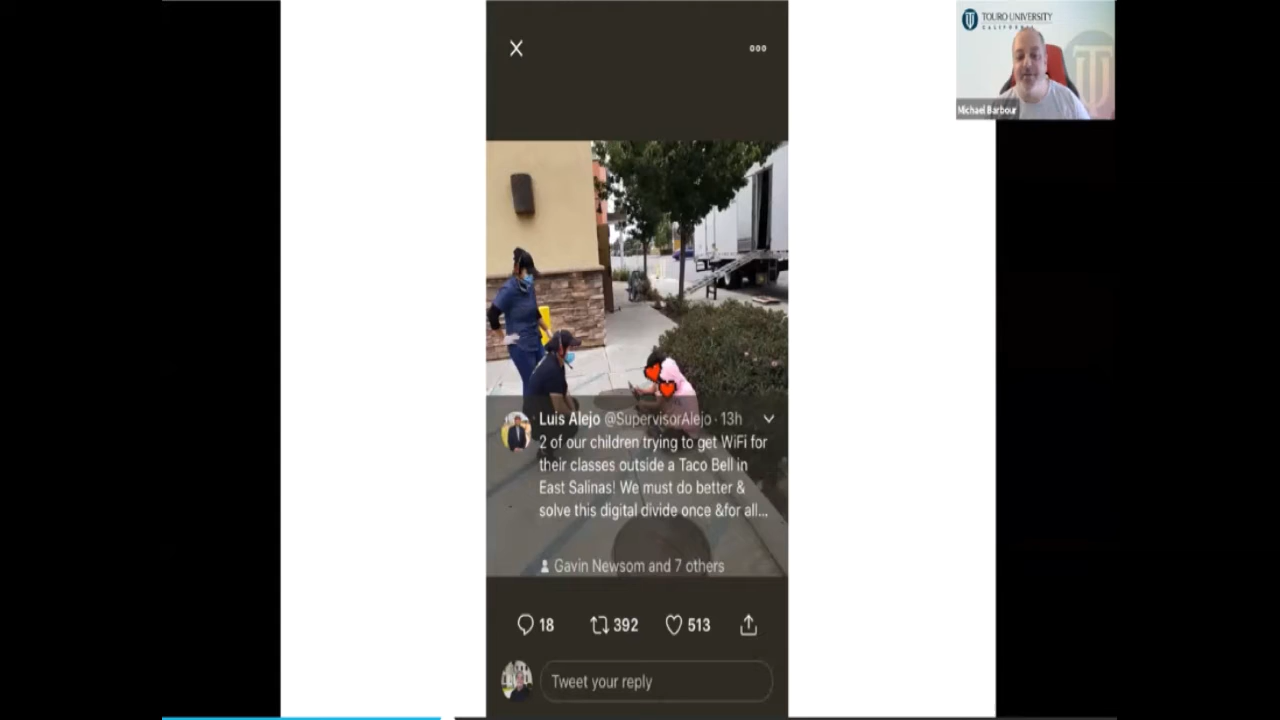 TOURO UNIVERSITY
CALIFORNIA
Michael Barbour
Luis Alejo @SupervisorAlejo · 13h
2 of our children trying to get WiFi for
their classes outside a Taco Bell in
East Salinas! We must do better &
solve this digital divide once &for all...
Gavin Newsom and 7 others
18
392
513
Tweet your reply